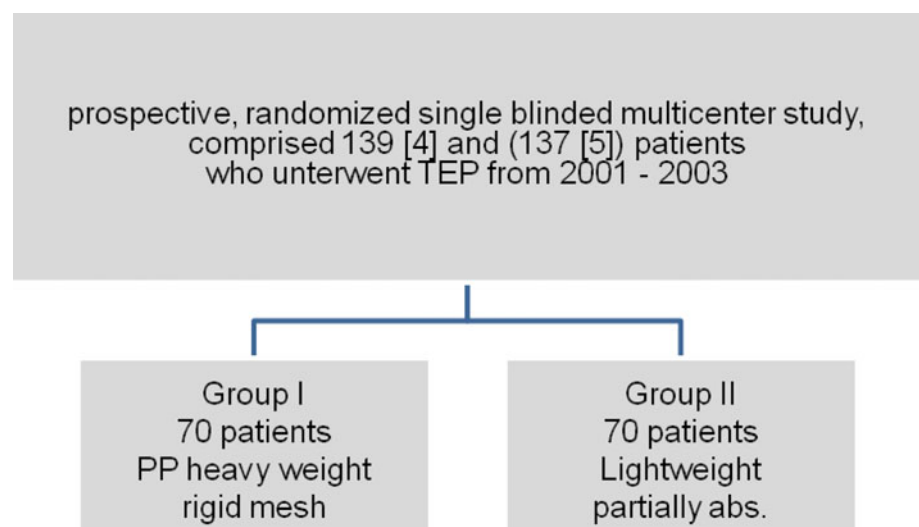 prospective, randomized single blinded multicenter study,
comprised 139 [4] and (137 [5]) patients
who unterwent TEP from 2001 - 2003
Group I
70 patients
PP heavy weight
rigid mesh
Group II
70 patients
Lightweight
partially abs.